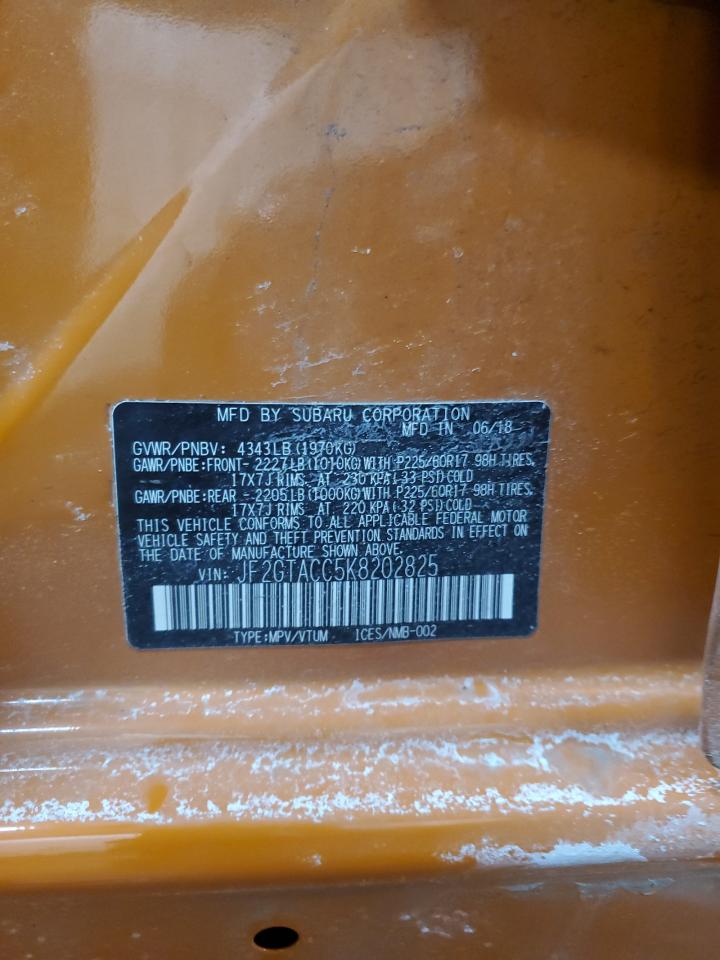 MFD BY SUBARU CORPORATION
MFD IN 06/18
GVWR/PNBV: 4343LB(1970KG)
GAWR/PNBE:FRONT- 2227LB(1010KG)WITH P225/60R17 98H TIRES,
17X7J RIMS, AT 230 KPA(33 PSI)COLD
GAWR/PNBE:REAR -2205LB(1000KG)WITH P225/60R17 98H TIRES,
17X7J RIMS, AT 220 KPA(32 PSI)COLD
THIS VEHICLE CONFORMS TO ALL APPLICABLE FEDERAL MOTOR
VEHICLE SAFETY AND THEFT PREVENTION STANDARDS IN EFFECT ON
THE DATE OF MANUFACTURE SHOWN ABOVE.
VIN: JF2GTACC5K8202825
TYPE:MPV/VTUM ICES/NMB-002